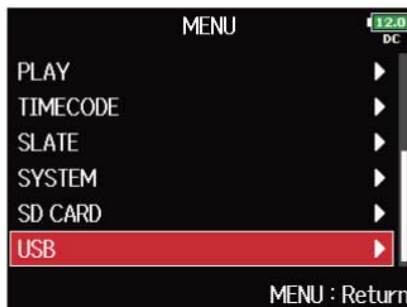 MENU
12.0
DC
PLAY
TIMECODE
SLATE
SYSTEM
SD CARD
USB
MENU : Return